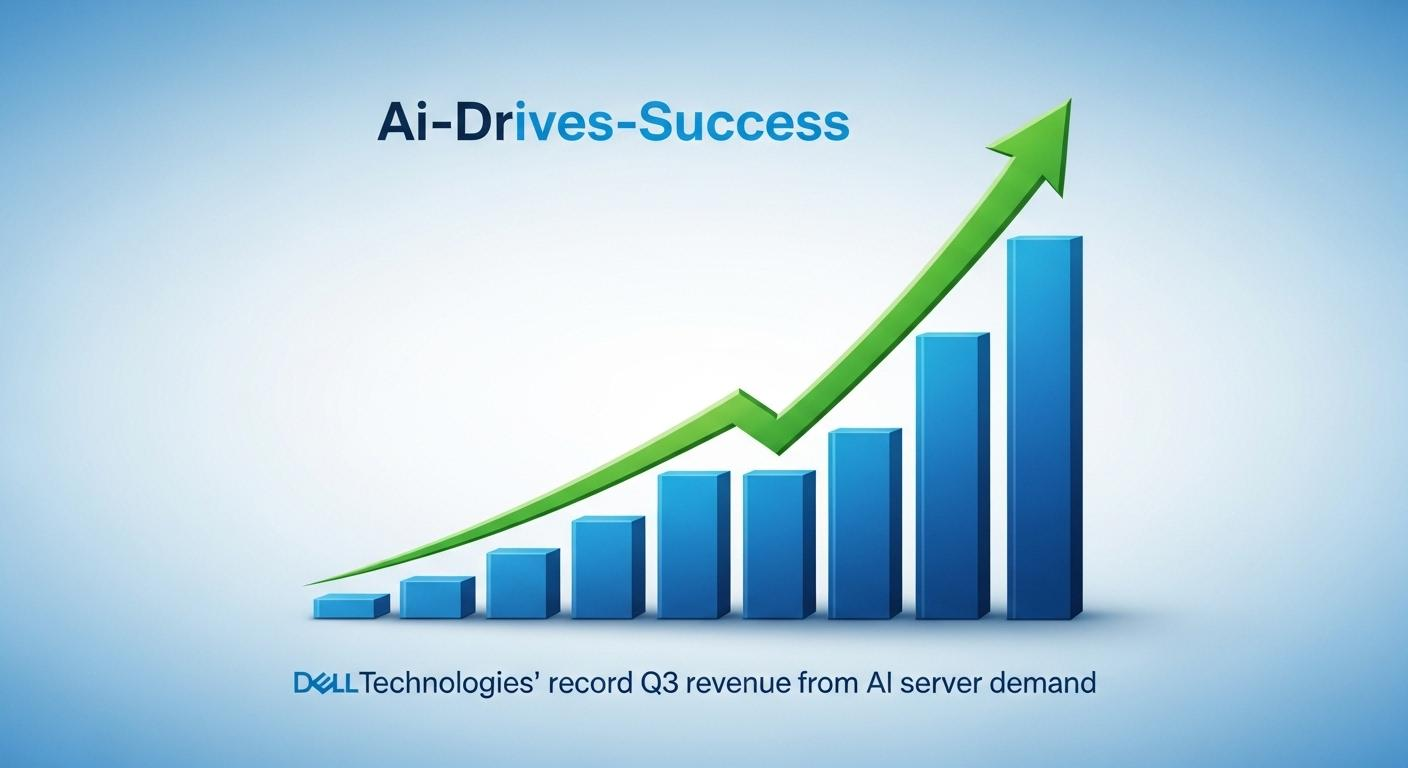 Ai-Drives-Success
DELLTechnologies’ record Q3 revenue from AI server demand